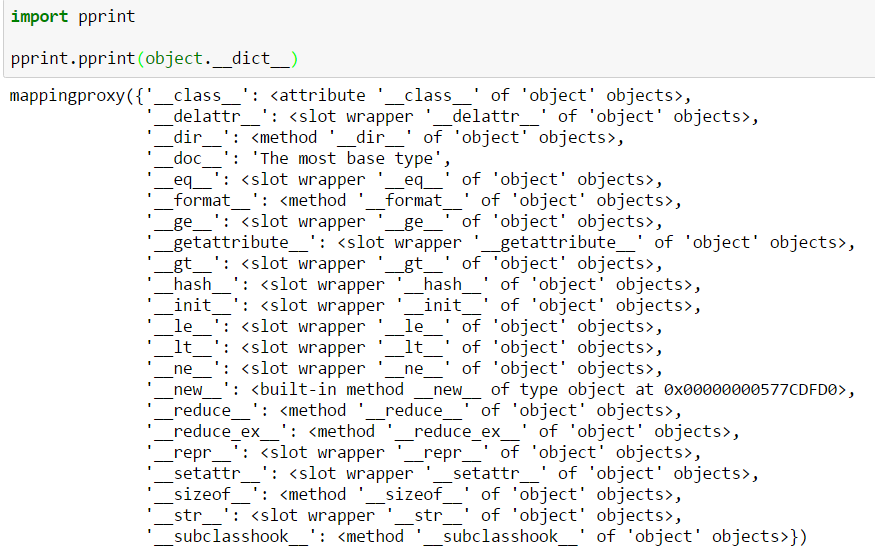 import pprint
pprint.pprint(object.__dict__)
mappingproxy({'__class__': <attribute '__class__' of 'object' objects>,
'__delattr__': <slot wrapper '__delattr__' of 'object' objects>,
'__dir__': <method '__dir__' of 'object' objects>,
'__doc__': 'The most base type',
'__eq__': <slot wrapper '__eq__' of 'object' objects>,
'__format__': <method '__format__' of 'object' objects>,
'__ge__': <slot wrapper '__ge__' of 'object' objects>,
'__getattribute__': <slot wrapper '__getattribute__' of 'object' objects>,
'__gt__': <slot wrapper '__gt__' of 'object' objects>,
'__hash__': <slot wrapper '__hash__' of 'object' objects>,
'__init__': <slot wrapper '__init__' of 'object' objects>,
'__le__': <slot wrapper '__le__' of 'object' objects>,
'__lt__': <slot wrapper '__lt__' of 'object' objects>,
'__ne__': <slot wrapper '__ne__' of 'object' objects>,
'__new__': <built-in method __new__ of type object at 0x00000000577CDFD0>,
'__reduce__': <method '__reduce__' of 'object' objects>,
'__reduce_ex__': <method '__reduce_ex__' of 'object' objects>,
'__repr__': <slot wrapper '__repr__' of 'object' objects>,
'__setattr__': <slot wrapper '__setattr__' of 'object' objects>,
'__sizeof__': <method '__sizeof__' of 'object' objects>,
'__str__': <slot wrapper '__str__' of 'object' objects>,
'__subclasshook__': <method '__subclasshook__' of 'object' objects>})